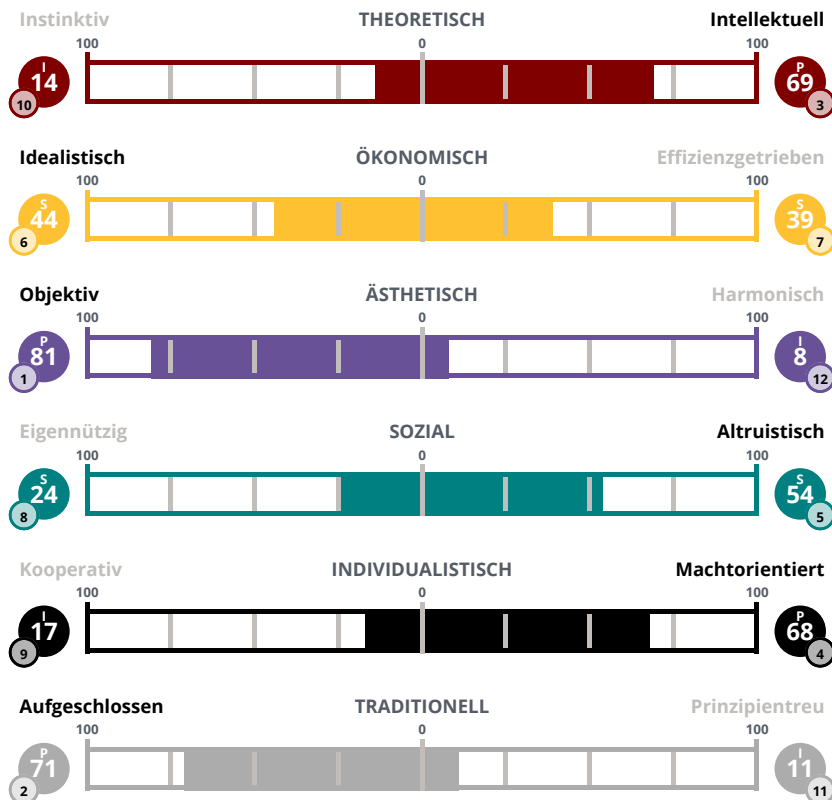 Instinktiv THEORETISCH Intellektuell
100 0 100
I 14 10 P 69 3
Idealistisch ÖKONOMISCH Effizienzgetrieben
100 0 100
S 44 6 S 39 7
Objektiv ÄSTHETISCH Harmonisch
100 0 100
P 81 1 I 8 12
Eigennützig SOZIAL Altruistisch
100 0 100
S 24 8 S 54 5
Kooperativ INDIVIDUALISTISCH Machtorientiert
100 0 100
I 17 9 P 68 4
Aufgeschlossen TRADITIONELL Prinzipientreu
100 0 100
P 71 2 I 11 11